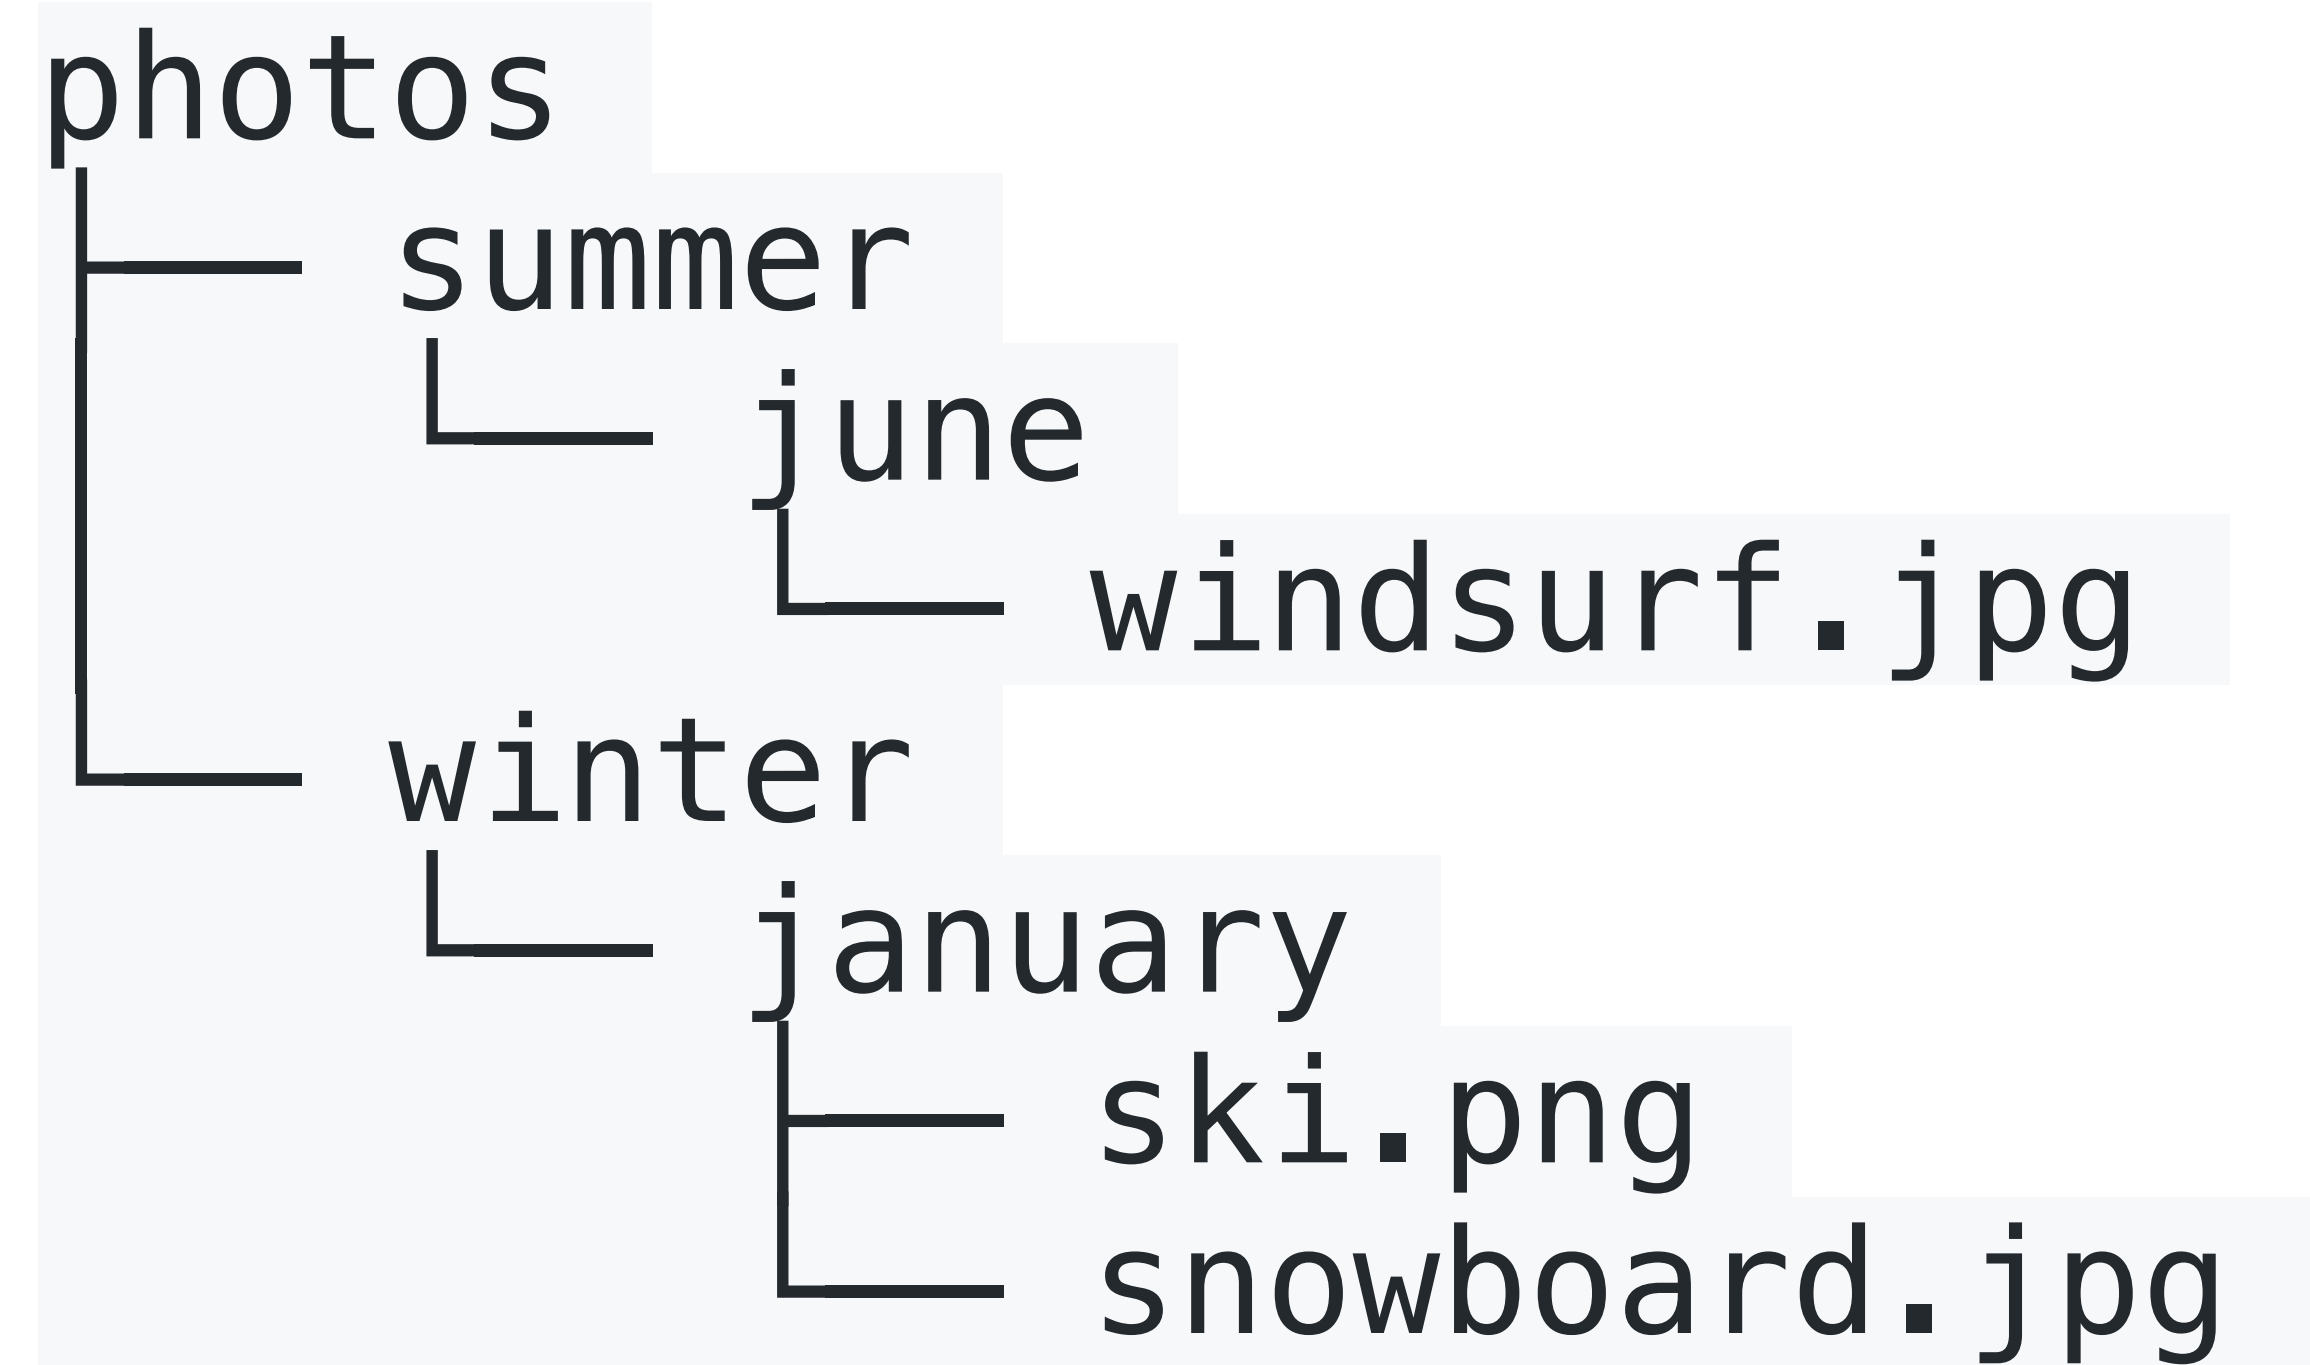 photos
├── summer
│   └── june
│       └── windsurf.jpg
└── winter
    └── january
        ├── ski.png
        └── snowboard.jpg